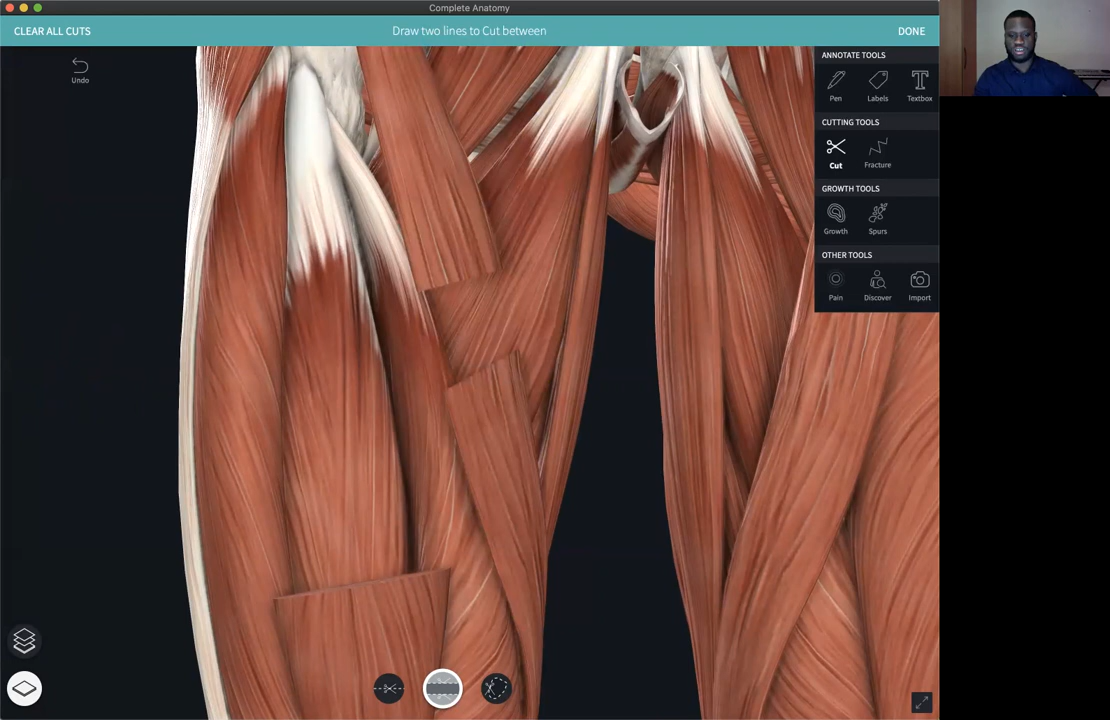 Complete Anatomy
CLEAR ALL CUTS
Draw two lines to Cut between
DONE
Undo
ANNOTATE TOOLS
Pen Labels Textbox
CUTTING TOOLS
Cut Fracture
GROWTH TOOLS
Growth Spurs
OTHER TOOLS
Pain Discover Import